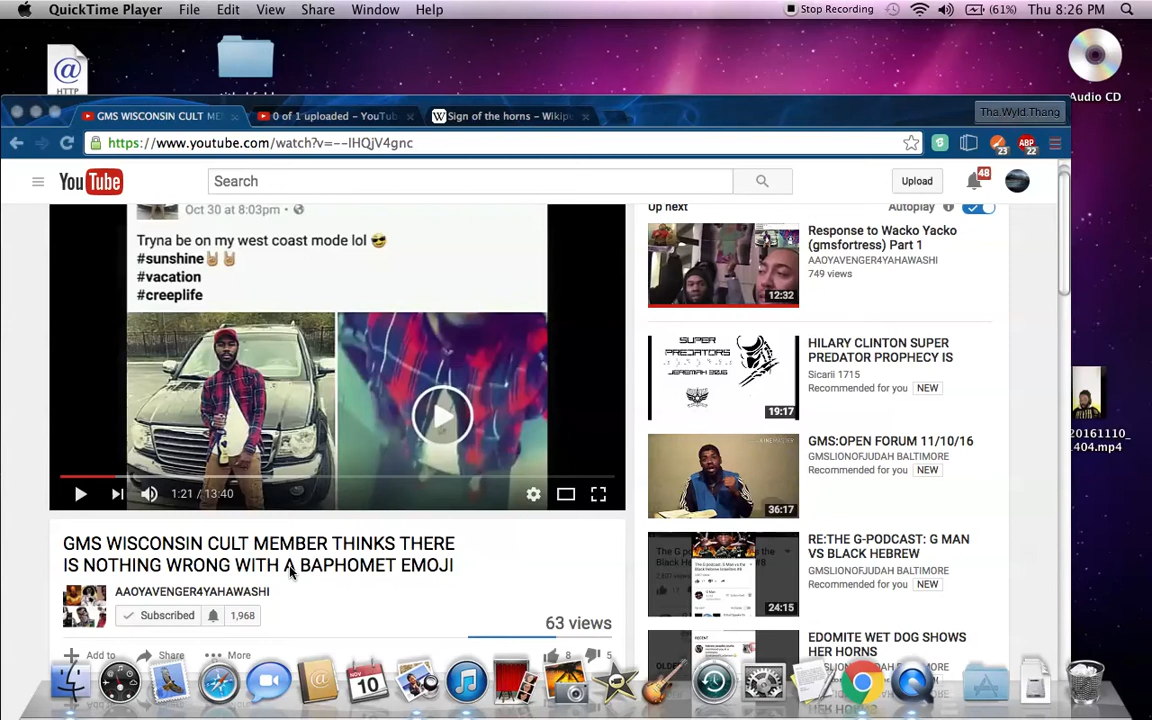 QuickTime Player File Edit View Share Window Help Stop Recording (61%) Thu 8:26 PM
@
HTTP
Audio CD
GMS WISCONSIN CULT ME 0 of 1 uploaded - YouTub Sign of the horns - Wikip Tha.Wyld.Thang
https://www.youtube.com/watch?v=--IHQjV4gnc 23 ABP 22
YouTube Search Upload 48
Oct 30 at 8:03pm
Tryna be on my west coast mode lol 😎
#sunshine🤘🏼🤘🏼
#vacation
#creeplife
1:21 / 13:40
GMS WISCONSIN CULT MEMBER THINKS THERE
IS NOTHING WRONG WITH A BAPHOMET EMOJI
AAOYAVENGER4YAHAWASHI
Subscribed 1,968
63 views
Add to Share More 8 5
Up next Autoplay
Response to Wacko Yacko
(gmsfortress) Part 1
AAOYAVENGER4YAHAWASHI
749 views
12:32
SUPER
PREDATORS
HILARY CLINTON SUPER
PREDATOR PROPHECY IS
Sicarii 1715
Recommended for you NEW
19:17
GMS:OPEN FORUM 11/10/16
GMSLIONOFJUDAH BALTIMORE
Recommended for you NEW
36:17
RE:THE G-PODCAST: G MAN
VS BLACK HEBREW
GMSLIONOFJUDAH BALTIMORE
Recommended for you NEW
24:15
EDOMITE WET DOG SHOWS
HER HORNS
20161110_
1404.mp4
NOV
10